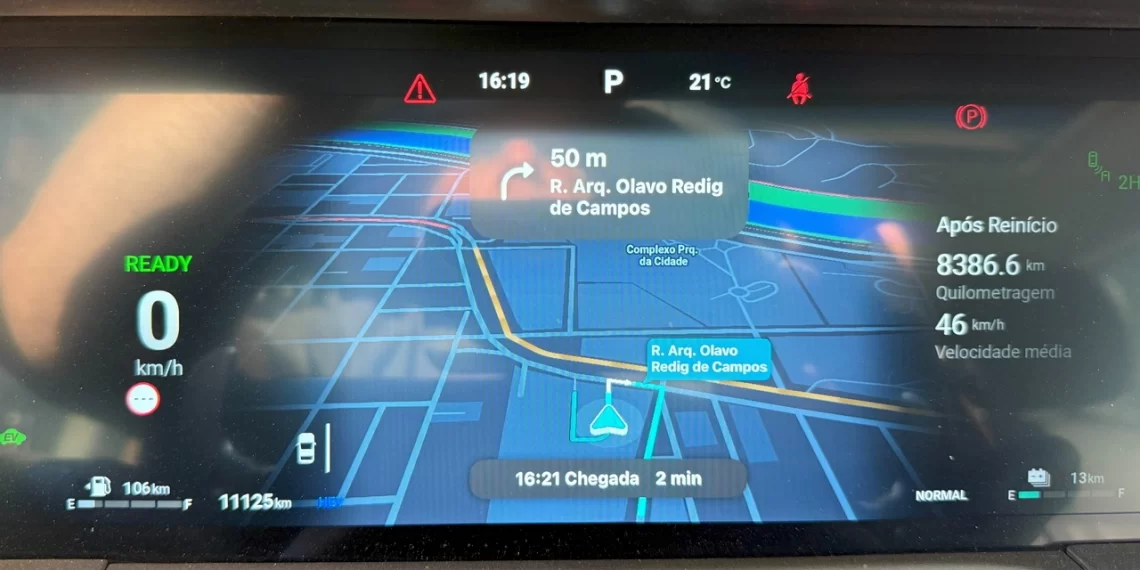 16:19
P
21°C
P
50 m
R. Arq. Olavo Redig
de Campos
2H
Após Reinício
Complexo Prq.
da Cidade
READY
8386.6 km
Quilometragem
0
46 km/h
km/h
Velocidade média
R. Arq. Olavo
Redig de Campos
---
EV
16:21 Chegada 2 min
106km
E F
11125km
HEV
NORMAL
13km
E F